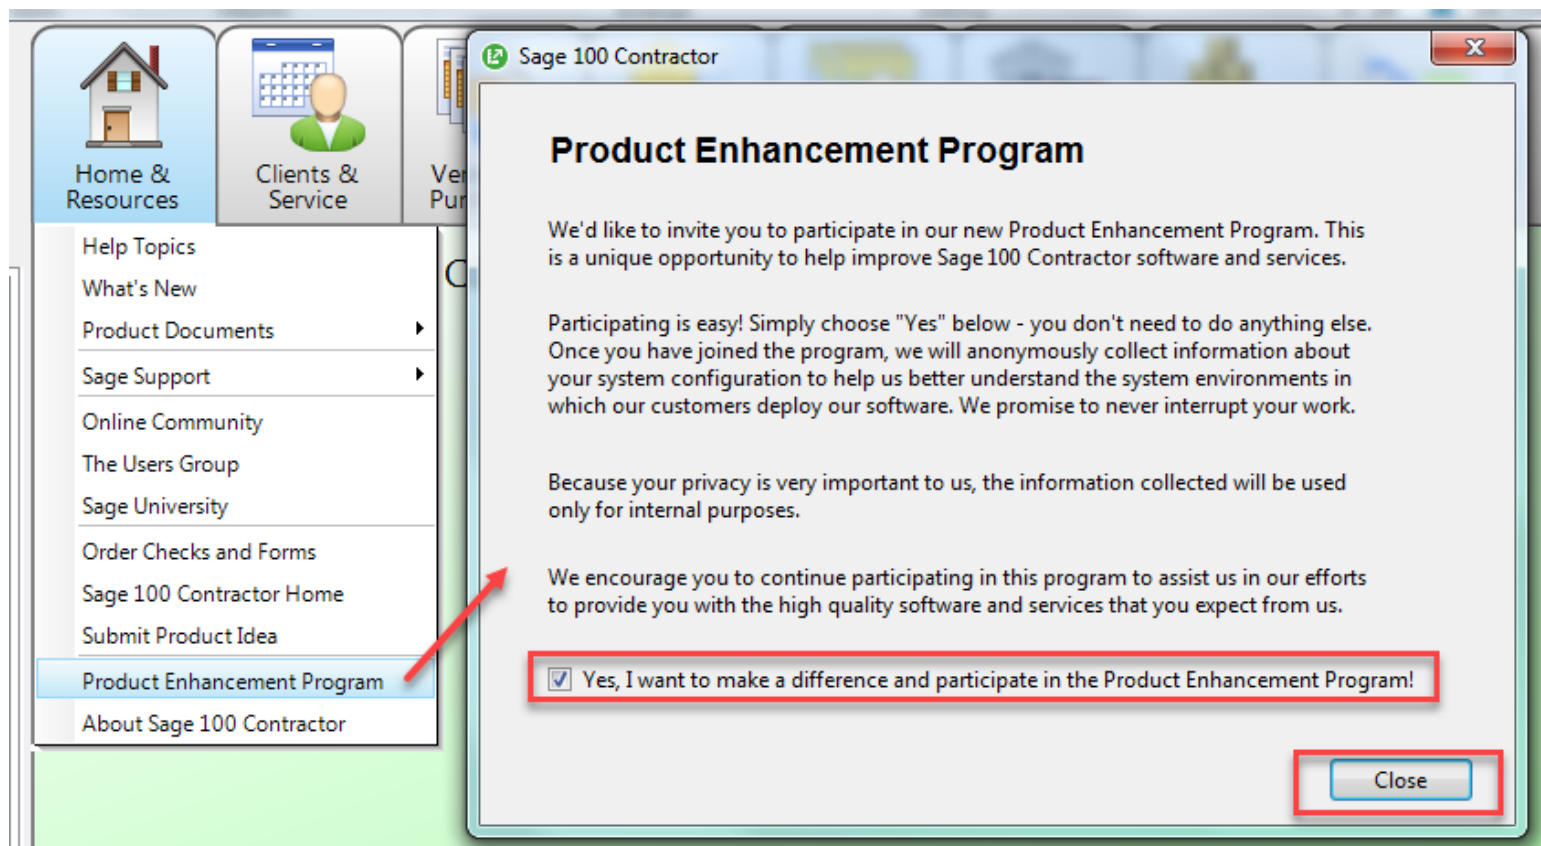 Home &
Resources
Clients &
Service
Sage 100 Contractor
Help Topics
What's New
Product Documents
Sage Support
Online Community
The Users Group
Sage University
Order Checks and Forms
Sage 100 Contractor Home
Submit Product Idea
Product Enhancement Program
About Sage 100 Contractor
Product Enhancement Program
We'd like to invite you to participate in our new Product Enhancement Program. This
is a unique opportunity to help improve Sage 100 Contractor software and services.
Participating is easy! Simply choose "Yes" below - you don't need to do anything else.
Once you have joined the program, we will anonymously collect information about
your system configuration to help us better understand the system environments in
which our customers deploy our software. We promise to never interrupt your work.
Because your privacy is very important to us, the information collected will be used
only for internal purposes.
We encourage you to continue participating in this program to assist us in our efforts
to provide you with the high quality software and services that you expect from us.
Yes, I want to make a difference and participate in the Product Enhancement Program!
Close